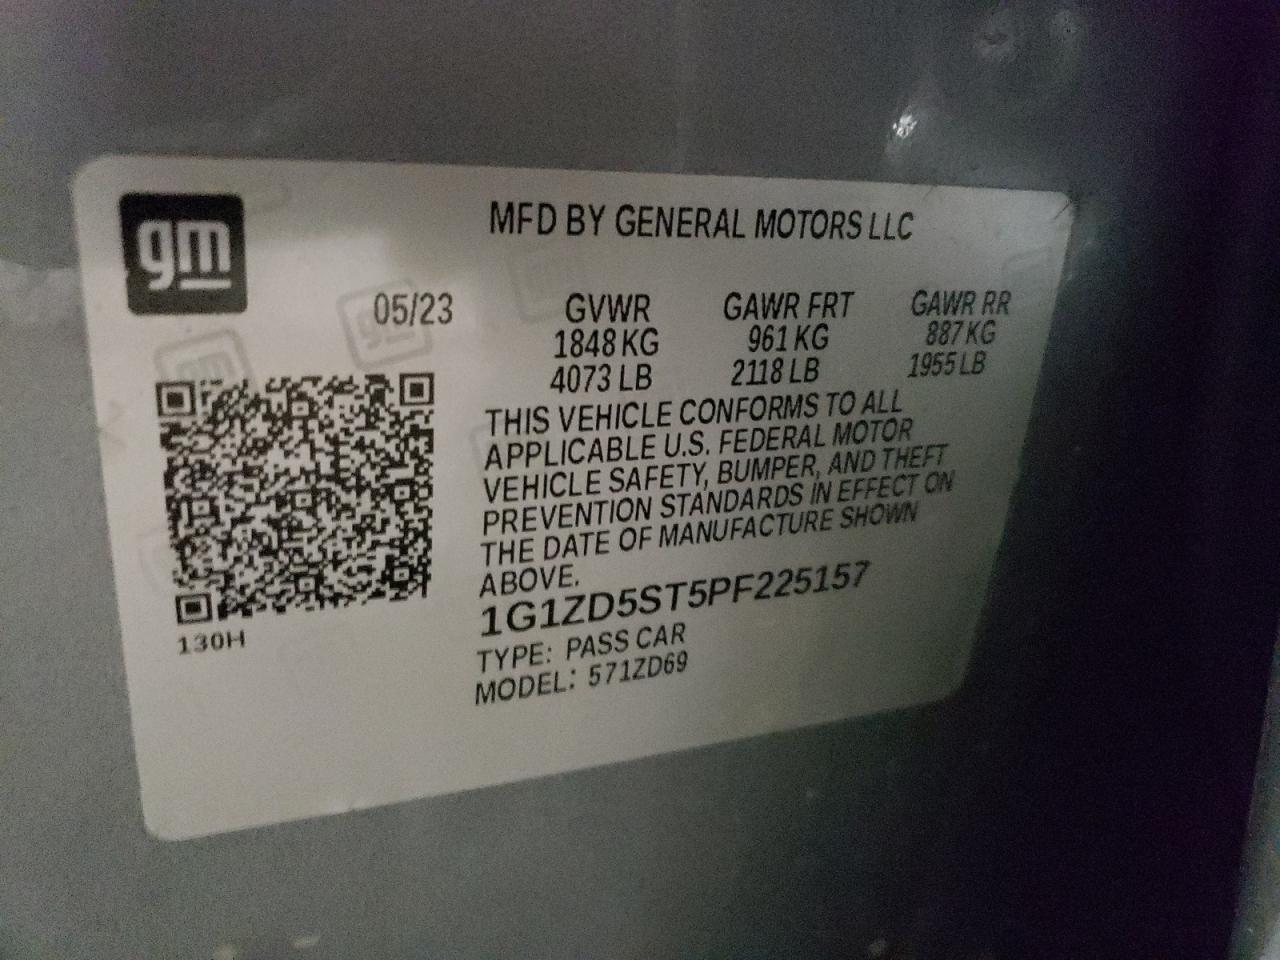 gm
MFD BY GENERAL MOTORS LLC
05/23 GVWR GAWR FRT GAWR RR
1848 KG 961 KG 887 KG
4073 LB 2118 LB 1955 LB
THIS VEHICLE CONFORMS TO ALL
APPLICABLE U.S. FEDERAL MOTOR
VEHICLE SAFETY, BUMPER, AND THEFT
PREVENTION STANDARDS IN EFFECT ON
THE DATE OF MANUFACTURE SHOWN
ABOVE.
1G1ZD5ST5PF225157
130H
TYPE: PASS CAR
MODEL: 571ZD69